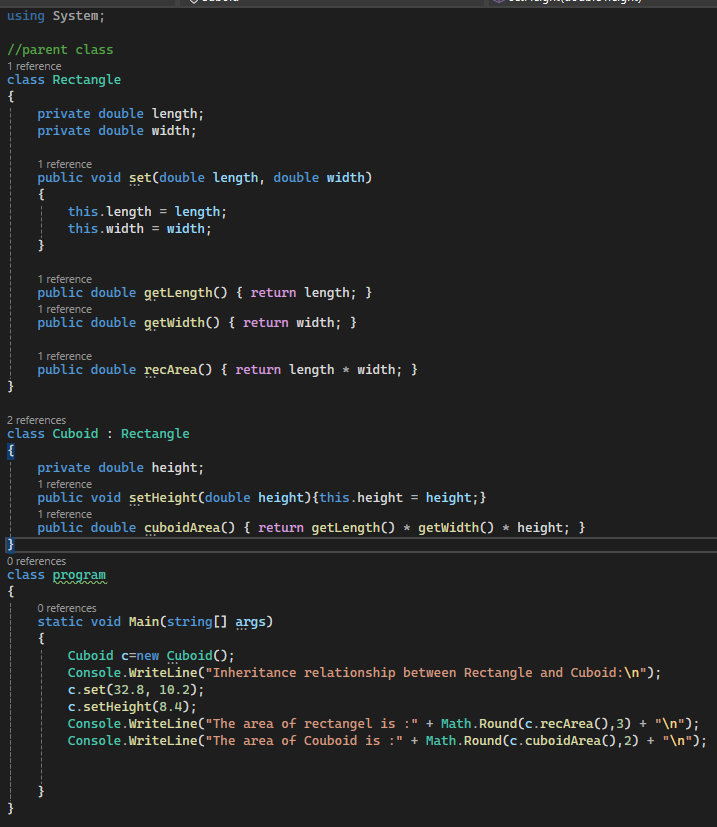 using System;
//parent class
1 reference
class Rectangle
{
private double length;
private double width;
1 reference
public void set(double length, double width)
{
this.length = length;
this.width = width;
}
1 reference
public double getLength() { return length; }
1 reference
public double getWidth() { return width; }
1 reference
public double recArea() { return length * width; }
}
2 references
class Cuboid : Rectangle
{
private double height;
1 reference
public void setHeight(double height){this.height = height;}
1 reference
public double cuboidArea() { return getLength() * getWidth() * height; }
}
0 references
class program
{
0 references
static void Main(string[] args)
{
Cuboid c=new Cuboid();
Console.WriteLine("Inheritance relationship between Rectangle and Cuboid:\n");
c.set(32.8, 10.2);
c.setHeight(8.4);
Console.WriteLine("The area of rectangel is :" + Math.Round(c.recArea(),3) + "\n");
Console.WriteLine("The area of Couboid is :" + Math.Round(c.cuboidArea(),2) + "\n");
}
}